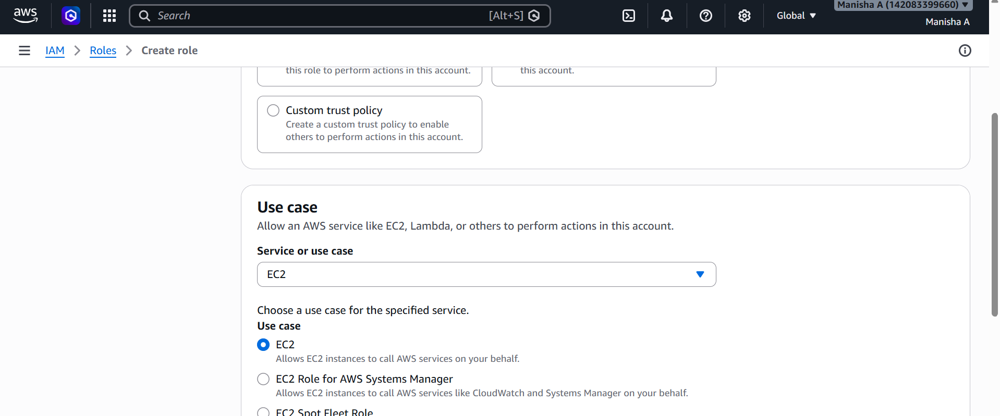 aws
Search
[Alt+S]
Global
Manisha A (142083399660)
Manisha A
IAM
Roles
Create role
this role to perform actions in this account.
this account.
Custom trust policy
Create a custom trust policy to enable
others to perform actions in this account.
Use case
Allow an AWS service like EC2, Lambda, or others to perform actions in this account.
Service or use case
EC2
Choose a use case for the specified service.
Use case
EC2
Allows EC2 instances to call AWS services on your behalf.
EC2 Role for AWS Systems Manager
Allows EC2 instances to call AWS services like CloudWatch and Systems Manager on your behalf.
EC2 Spot Fleet Role